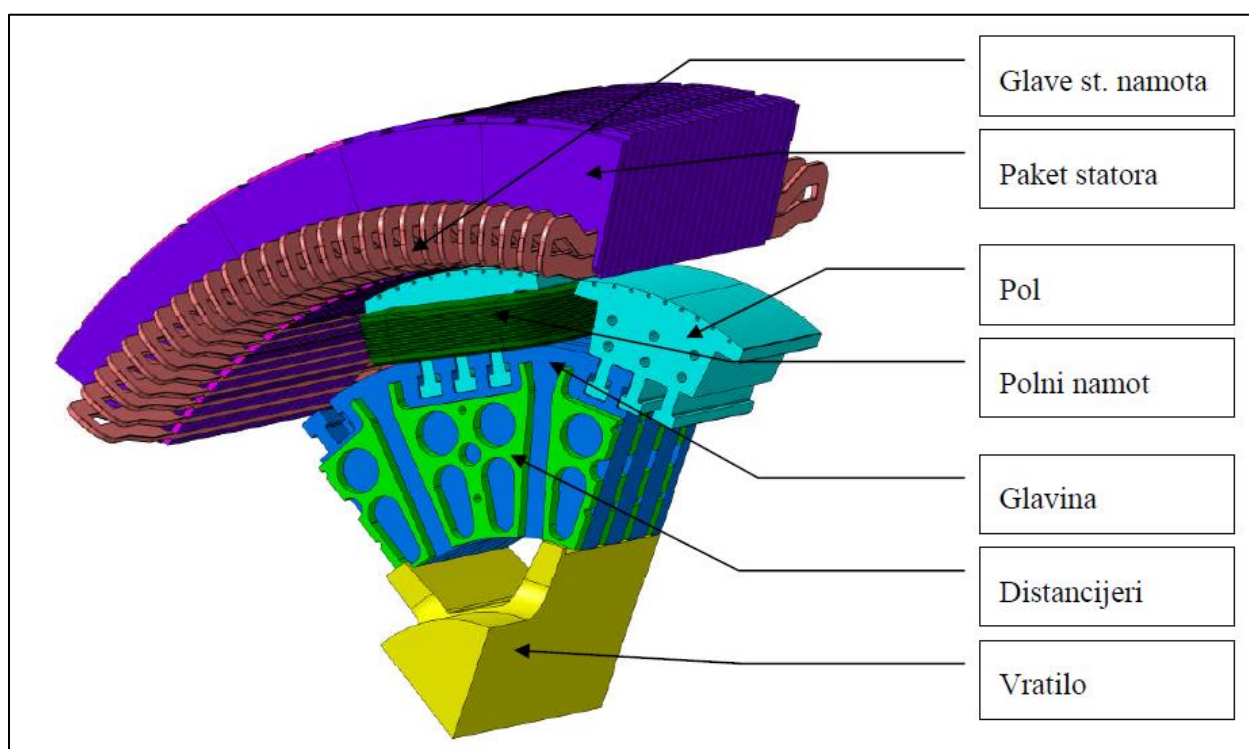 Glave st. namota
Paket statora
Pol
Polni namot
Glavina
Distancijeri
Vratilo